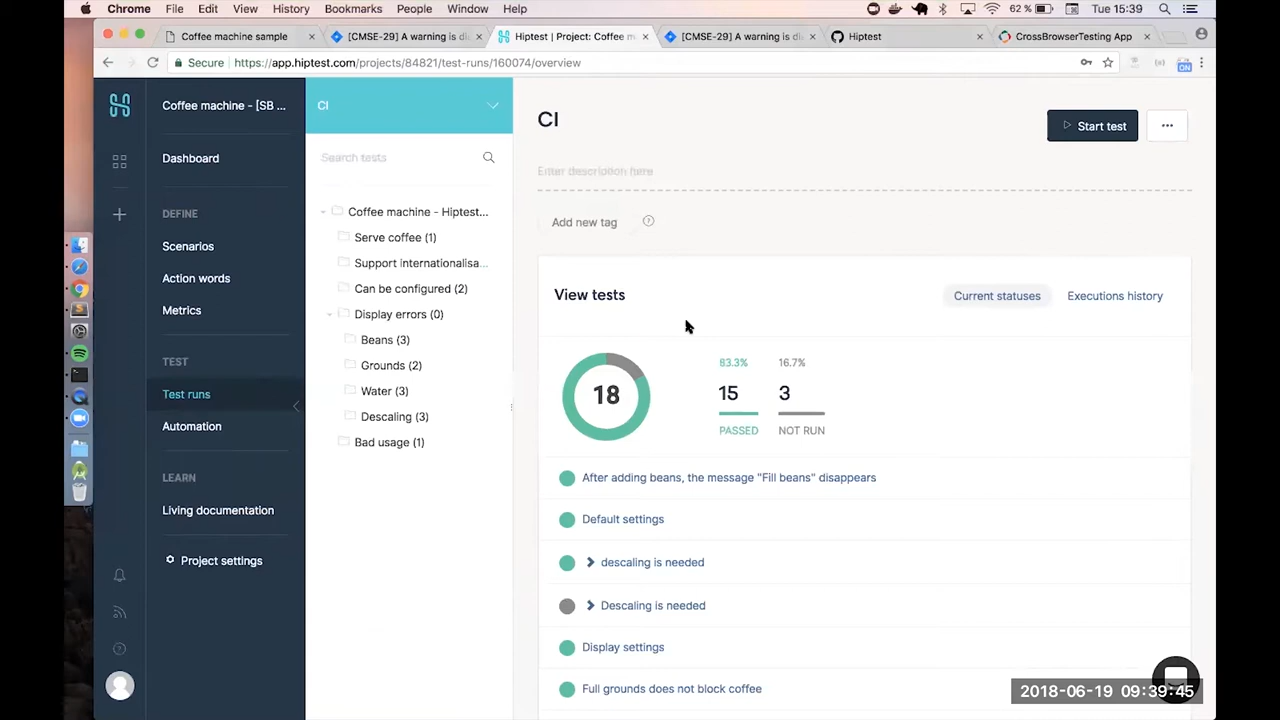 Chrome File Edit View History Bookmarks People Window Help 62 % Tue 15:39
Coffee machine sample
[CMSE-29] A warning is di
Hiptest | Project: Coffee m
[CMSE-29] A warning is di
Hiptest
CrossBrowserTesting App
Secure https://app.hiptest.com/projects/84821/test-runs/160074/overview
ON
Coffee machine - [SB ...
Dashboard
DEFINE
Scenarios
Action words
Metrics
TEST
Test runs
Automation
LEARN
Living documentation
Project settings
CI
Search tests
Coffee machine - Hiptest...
Serve coffee (1)
Support internationalisa...
Can be configured (2)
Display errors (0)
Beans (3)
Grounds (2)
Water (3)
Descaling (3)
Bad usage (1)
CI
Start test
Enter description here
Add new tag
View tests
Current statuses
Executions history
18
83.3%
15
PASSED
16.7%
3
NOT RUN
After adding beans, the message "Fill beans" disappears
Default settings
descaling is needed
Descaling is needed
Display settings
Full grounds does not block coffee
2018-06-19 09:39:45